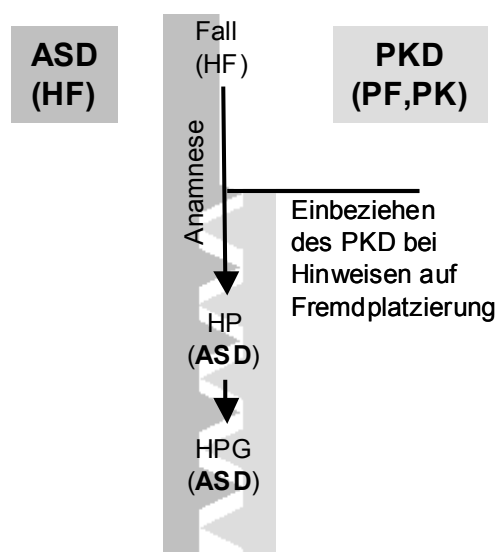 ASD
(HF)
Fall
(HF)
PKD
(PF,PK)
Anamnese
Einbeziehen
des PKD bei
Hinweisen auf
Fremdplatzierung
HP
(ASD)
HPG
(ASD)